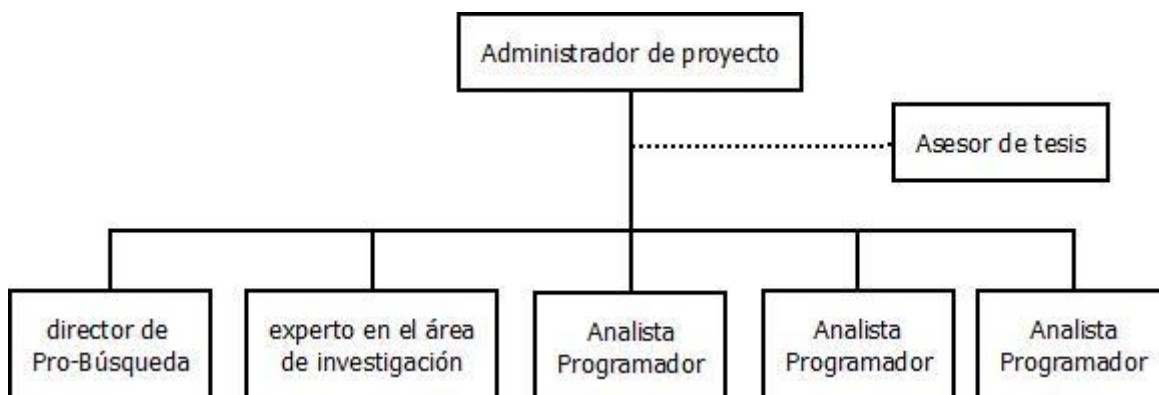 Administrador de proyecto
Asesor de tesis
director de
Pro-Búsqueda
experto en el área
de investigación
Analista
Programador
Analista
Programador
Analista
Programador